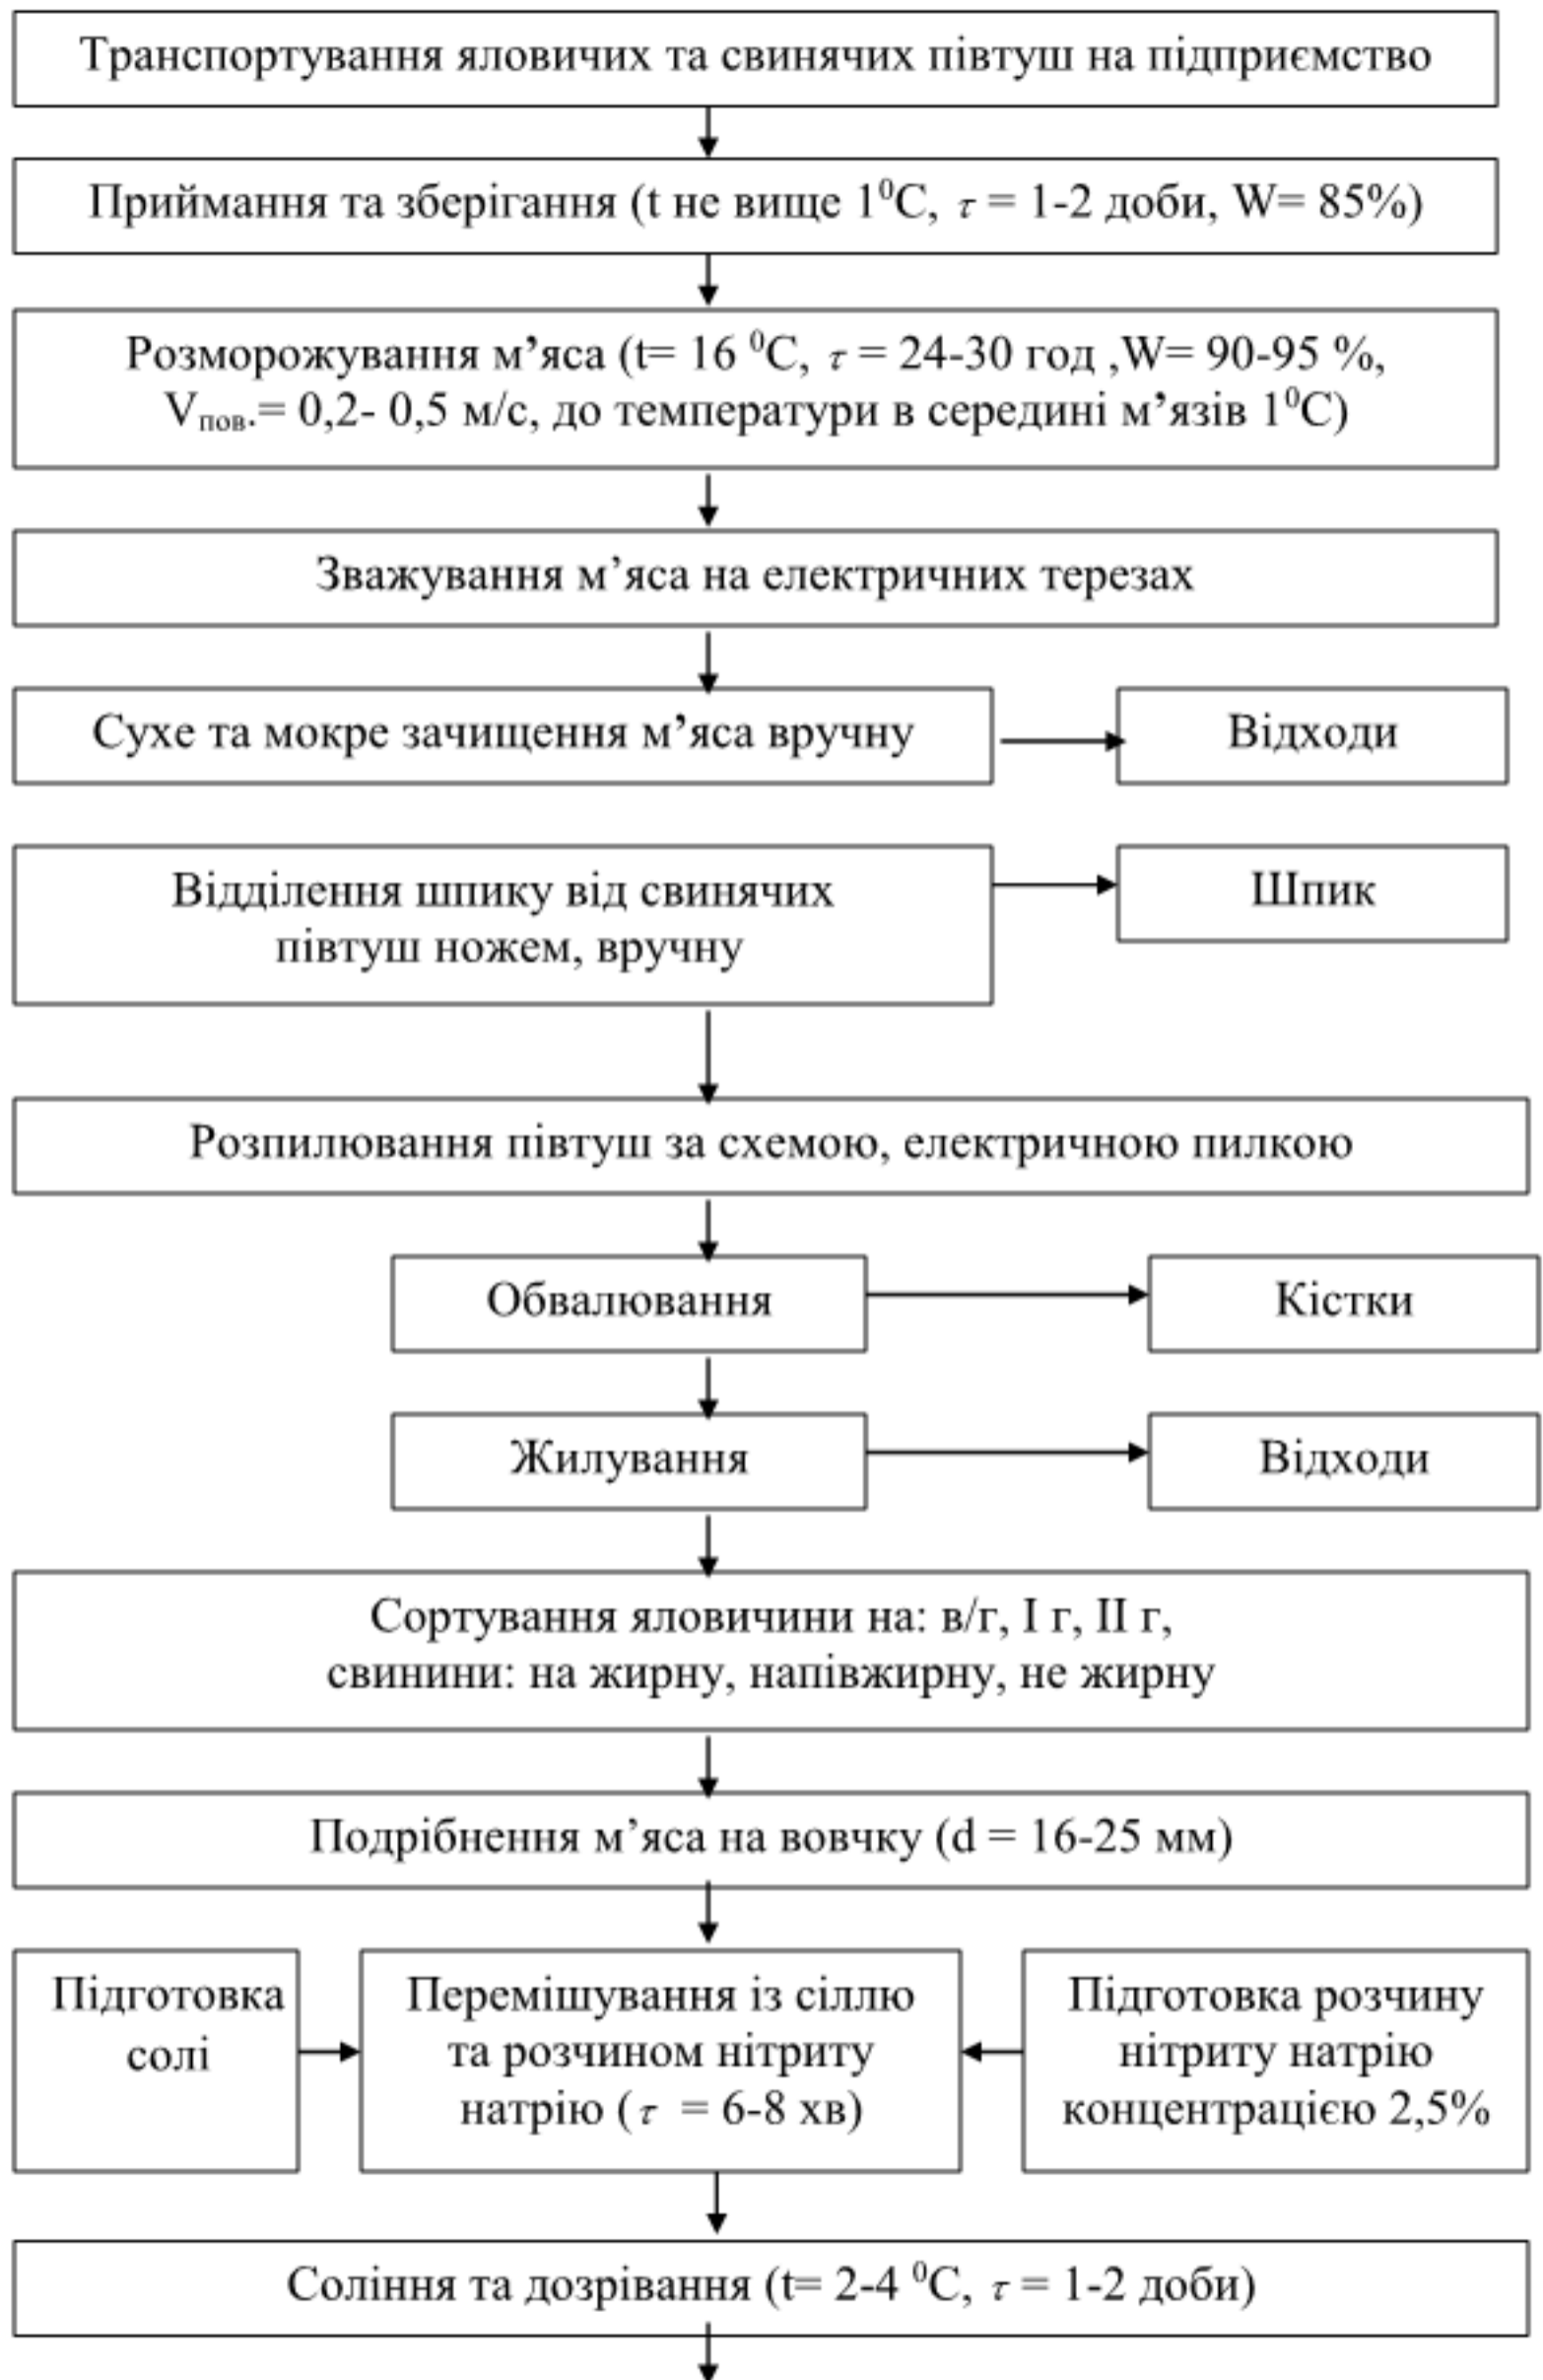 Транспортування яловичих та свинячих півтуш на підприємство
Приймання та зберігання (t не вище 1⁰С, τ = 1-2 доби, W= 85%)
Розморожування м’яса (t= 16 ⁰С, τ = 24-30 год ,W= 90-95 %,
Vпов.= 0,2- 0,5 м/с, до температури в середині м’язів 1⁰С)
Зважування м’яса на електричних терезах
Сухе та мокре зачищення м’яса вручну
Відходи
Відділення шпику від свинячих
півтуш ножем, вручну
Шпик
Розпилювання півтуш за схемою, електричною пилкою
Обвалювання
Кістки
Жилування
Відходи
Сортування яловичини на: в/г, І г, ІІ г,
свинини: на жирну, напівжирну, не жирну
Подрібнення м’яса на вовчку (d = 16-25 мм)
Підготовка
солі
Перемішування із сіллю
та розчином нітриту
натрію ( τ = 6-8 хв)
Підготовка розчину
нітриту натрію
концентрацією 2,5%
Соління та дозрівання (t= 2-4 ⁰С, τ = 1-2 доби)